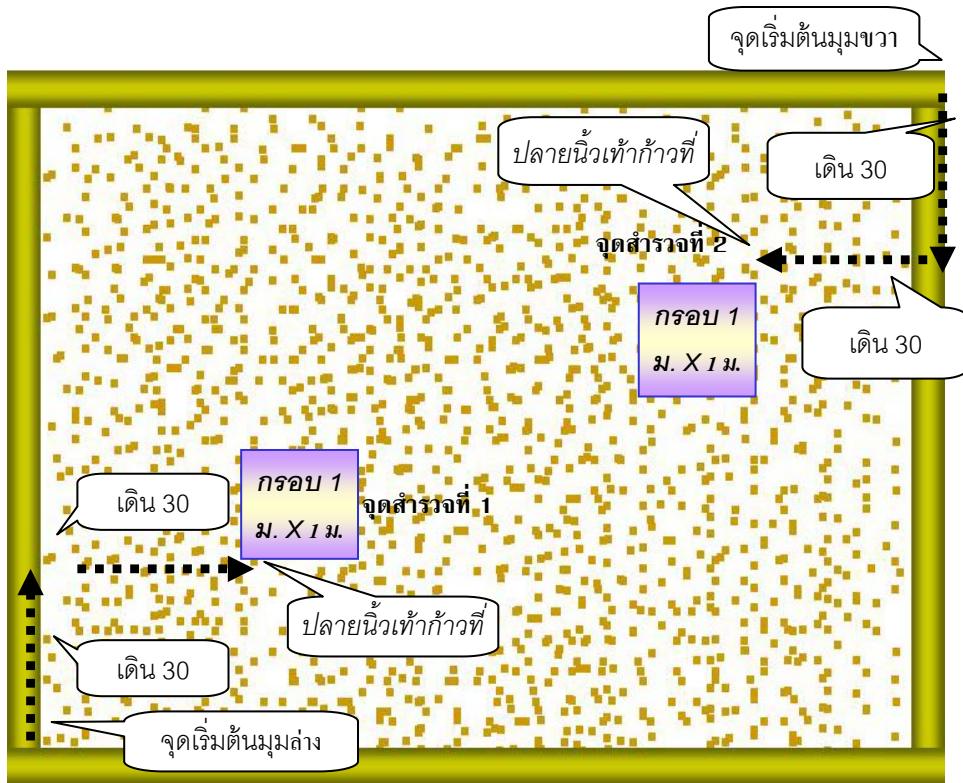 จุดเริ่มต้นมุมขวา
ปลายนิ้วเท้าก้าวที่
เดิน 30
จุดสำรวจที่ 2
กรอบ 1
ม. X 1 ม.
เดิน 30
กรอบ 1
ม. X 1 ม.
จุดสำรวจที่ 1
เดิน 30
ปลายนิ้วเท้าก้าวที่
เดิน 30
จุดเริ่มต้นมุมล่าง